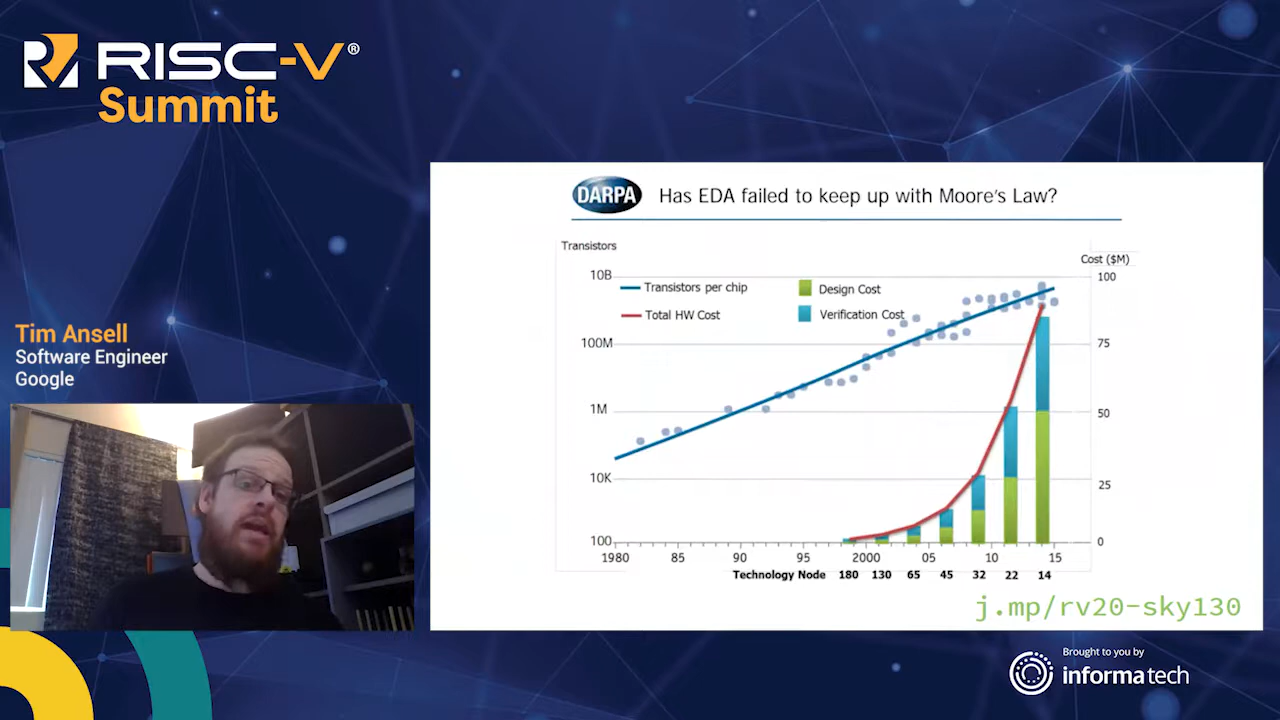 RISC-V®
Summit
Tim Ansell
Software Engineer
Google
DARPA
Has EDA failed to keep up with Moore's Law?
Transistors
Cost ($M)
10B
100M
1M
10K
100
Transistors per chip
Total HW Cost
Design Cost
Verification Cost
100
75
50
25
0
1980 85 90 95 2000 05 10 15
Technology Node 180 130 65 45 32 22 14
j.mp/rv20-sky130
Brought to you by
informa tech